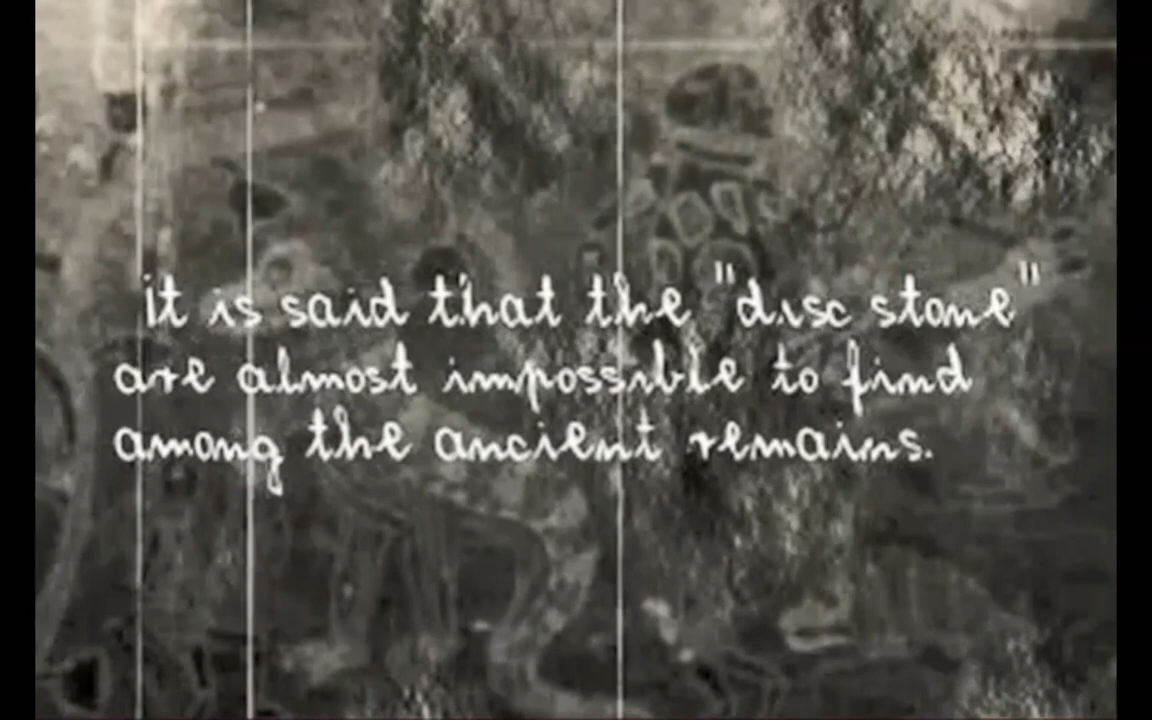 it is said that the "disc stone"
are almost impossible to find
among the ancient remains.